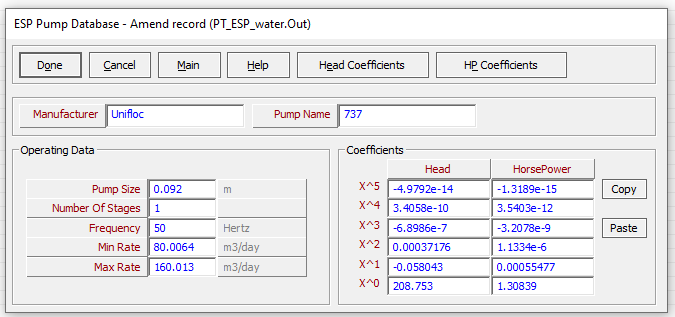 ESP Pump Database - Amend record (PT_ESP_water.Out)
Done Cancel Main Help Head Coefficients HP Coefficients
Manufacturer Unifloc Pump Name 737
Operating Data
Pump Size 0.092 m
Number Of Stages 1
Frequency 50 Hertz
Min Rate 80.0064 m3/day
Max Rate 160.013 m3/day
Coefficients
Head HorsePower
X^5 -4.9792e-14 -1.3189e-15 Copy
X^4 3.4058e-10 3.5403e-12
X^3 -6.8986e-7 -3.2078e-9 Paste
X^2 0.00037176 1.1334e-6
X^1 -0.058043 0.00055477
X^0 208.753 1.30839